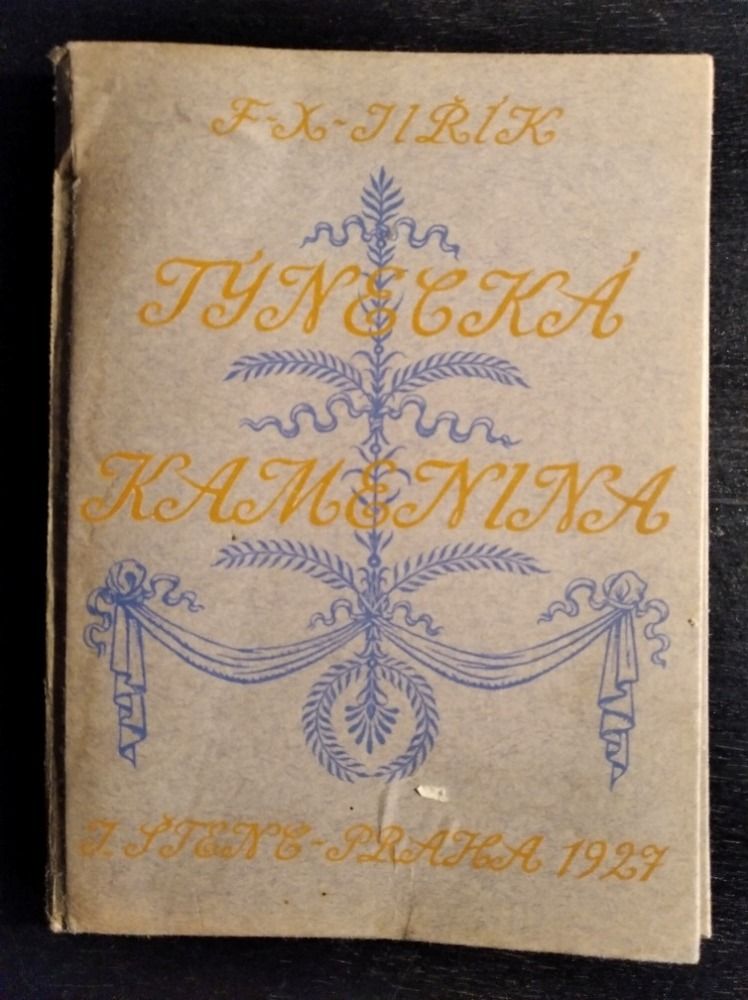 F-X-JIŘÍK
TÝNECKÁ
KAMENINA
J. ŠTENC-PRAHA 1927